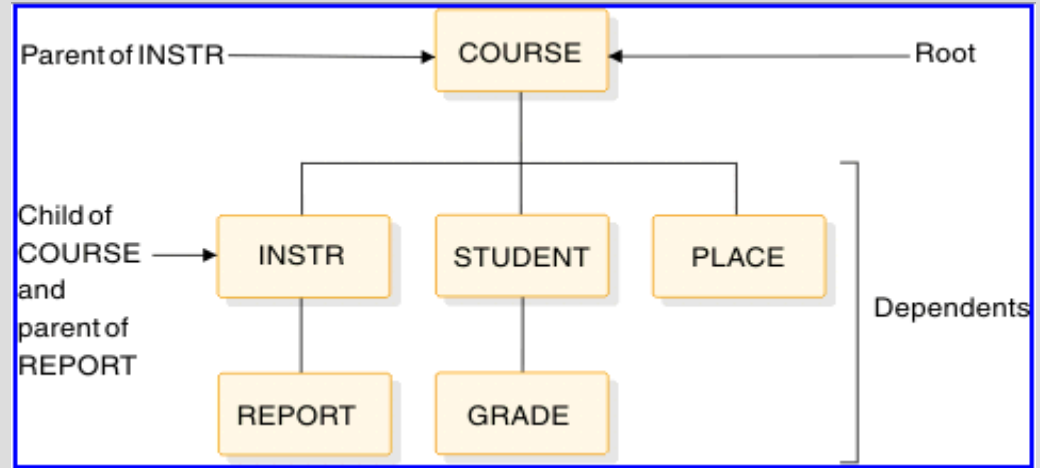 Parent of INSTR
COURSE
Root
Child of
COURSE
and
parent of
REPORT
INSTR
STUDENT
PLACE
Dependents
REPORT
GRADE